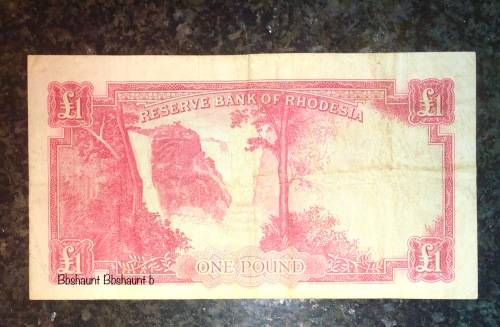 RESERVE BANK OF RHODESIA
£1 £1
£1 ONE POUND £1
Bbshaunt Bbshaunt b